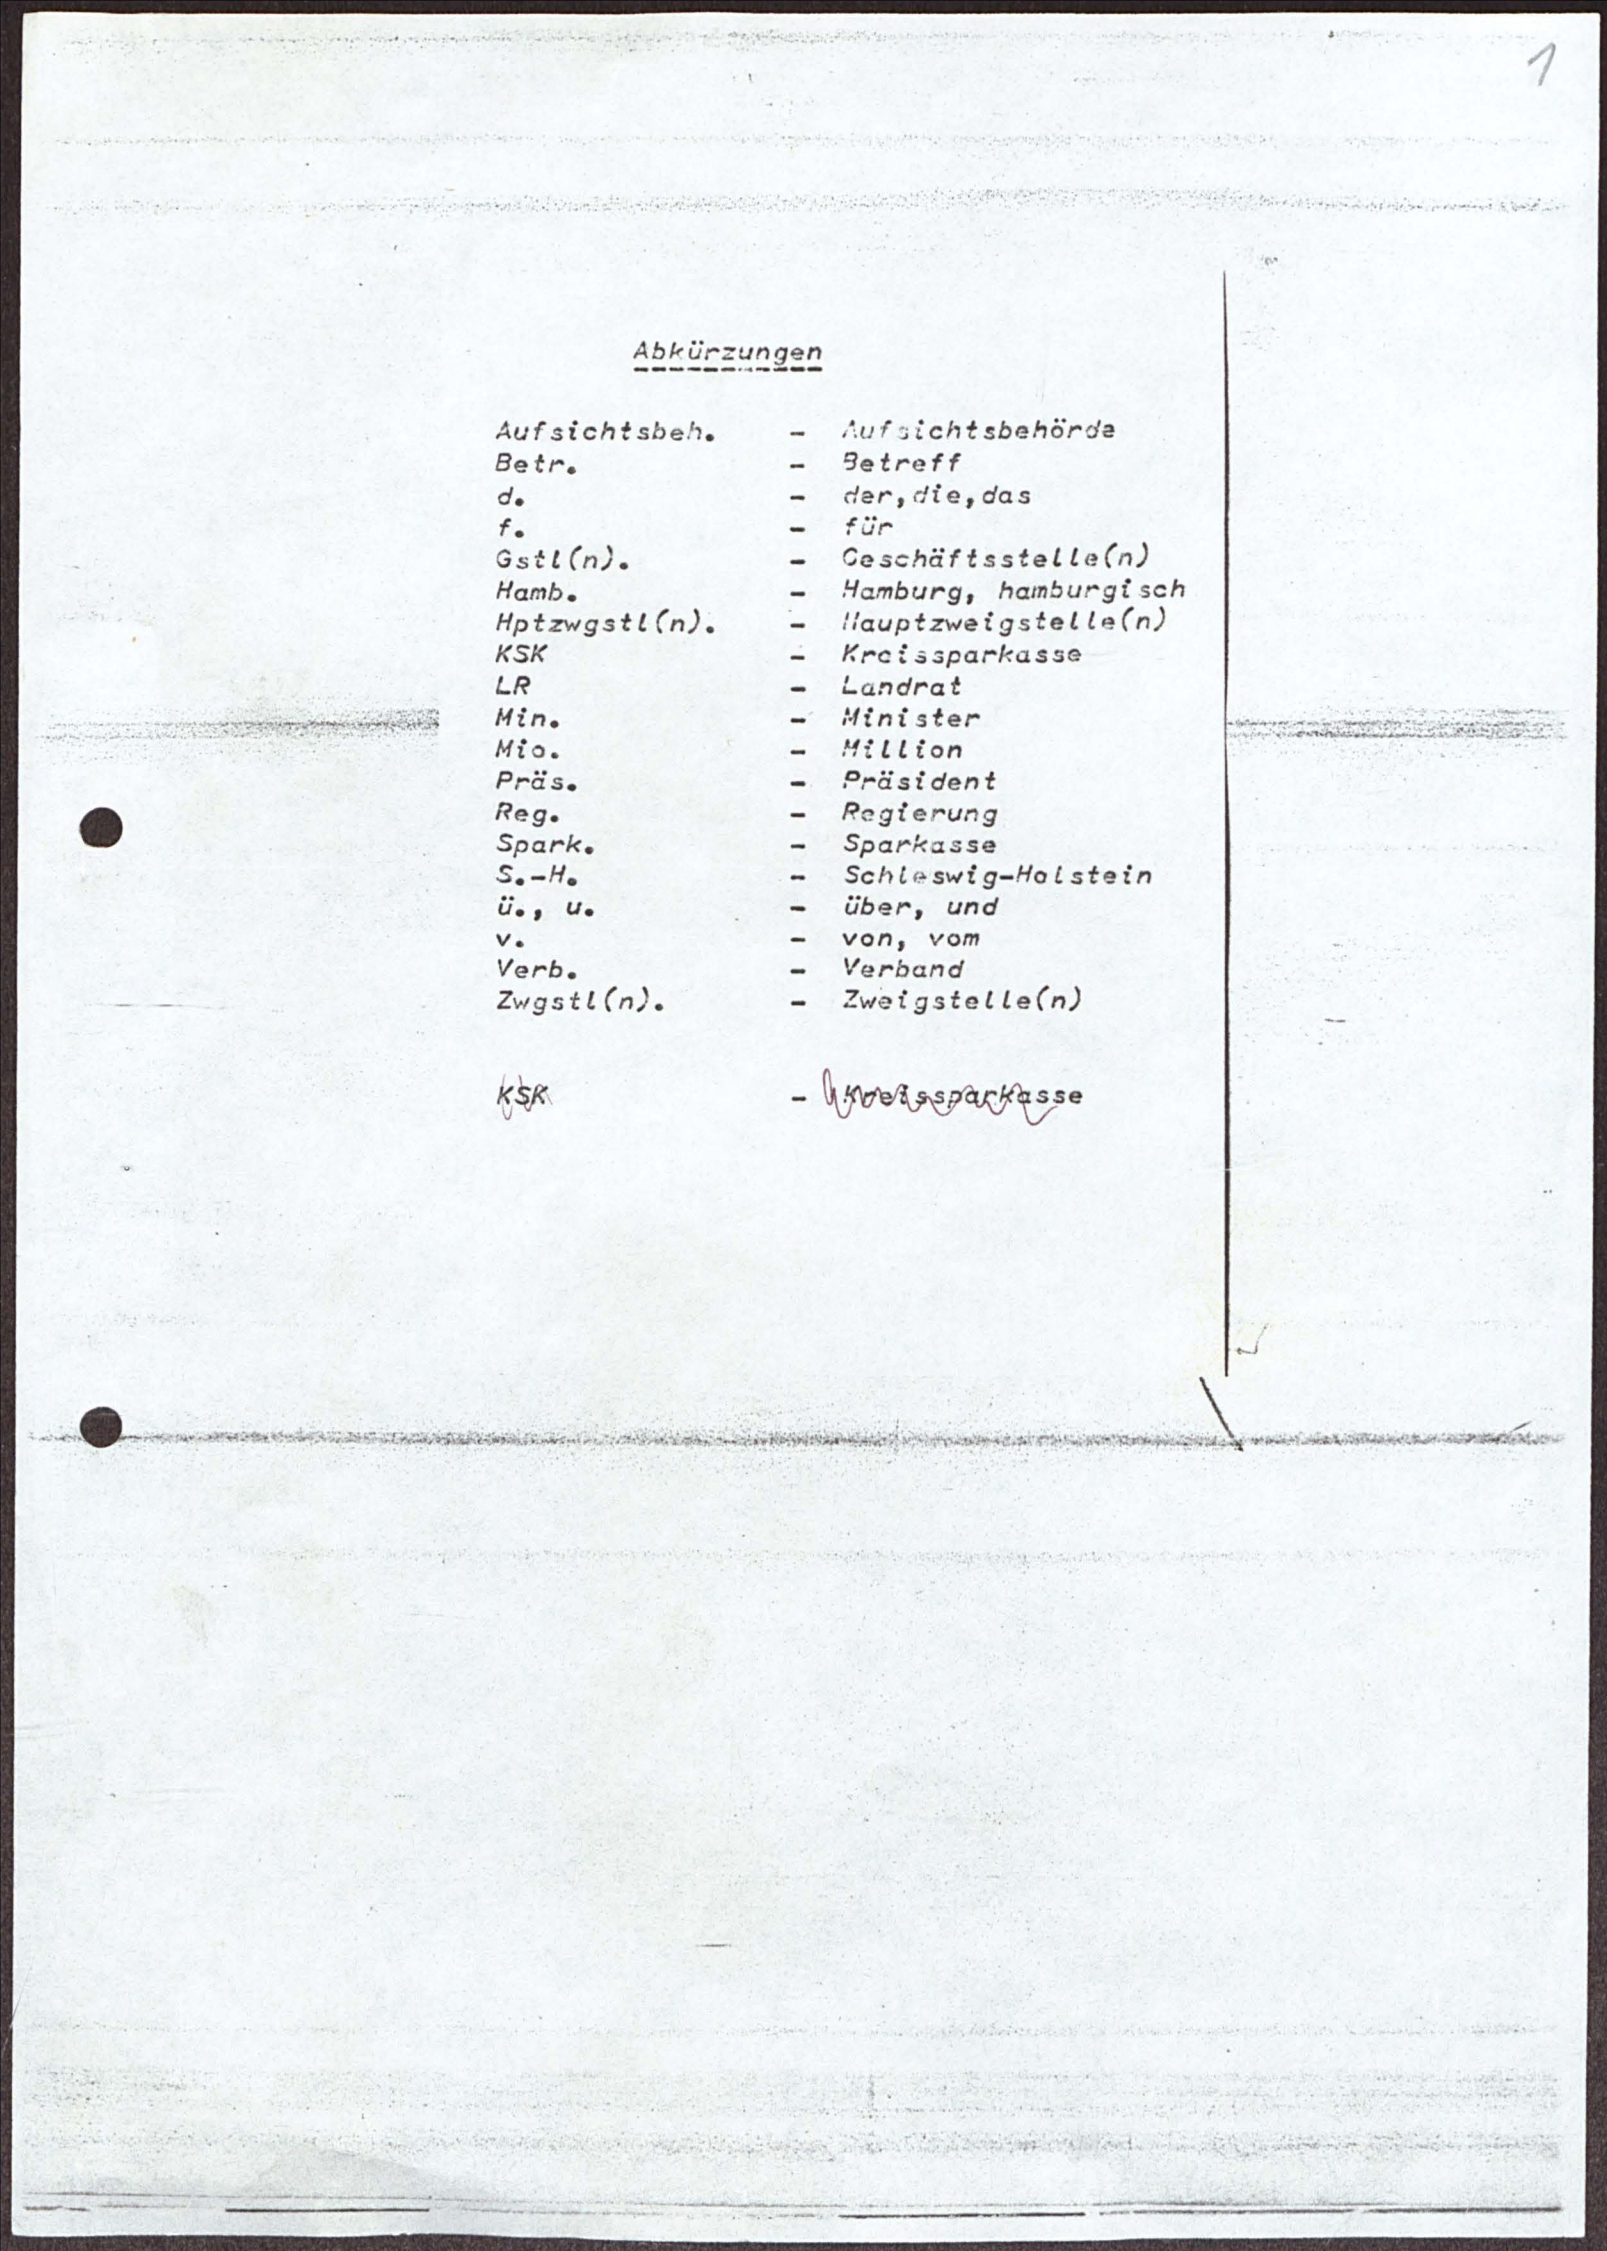 1
Abkürzungen
Aufsichtsbeh. - Aufsichtsbehörde
Betr. - Betreff
d. - der,die,das
f. - für
Gstl(n). - Geschäftsstelle(n)
Hamb. - Hamburg, hamburgisch
Hptzwgstl(n). - Hauptzweigstelle(n)
KSK - Kreissparkasse
LR - Landrat
Min. - Minister
Mio. - Million
Präs. - Präsident
Reg. - Regierung
Spark. - Sparkasse
S.-H. - Schleswig-Holstein
ü., u. - über, und
v. - von, vom
Verb. - Verband
Zwgstl(n). - Zweigstelle(n)
KSK - Kreissparkasse